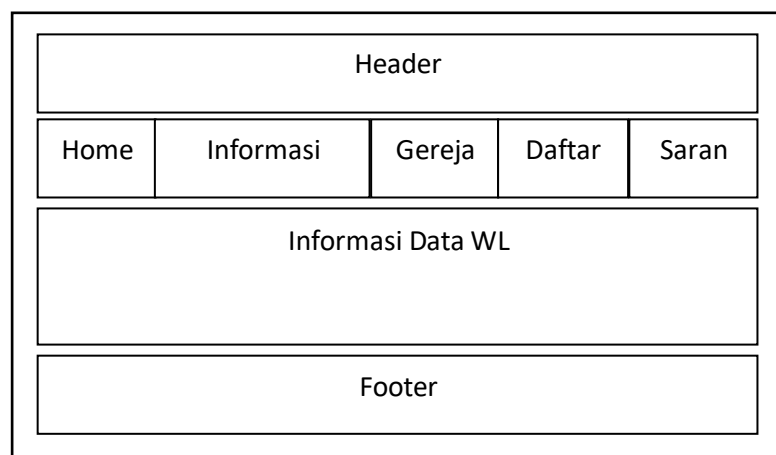 Header
Home Informasi Gereja Daftar Saran
Informasi Data WL
Footer